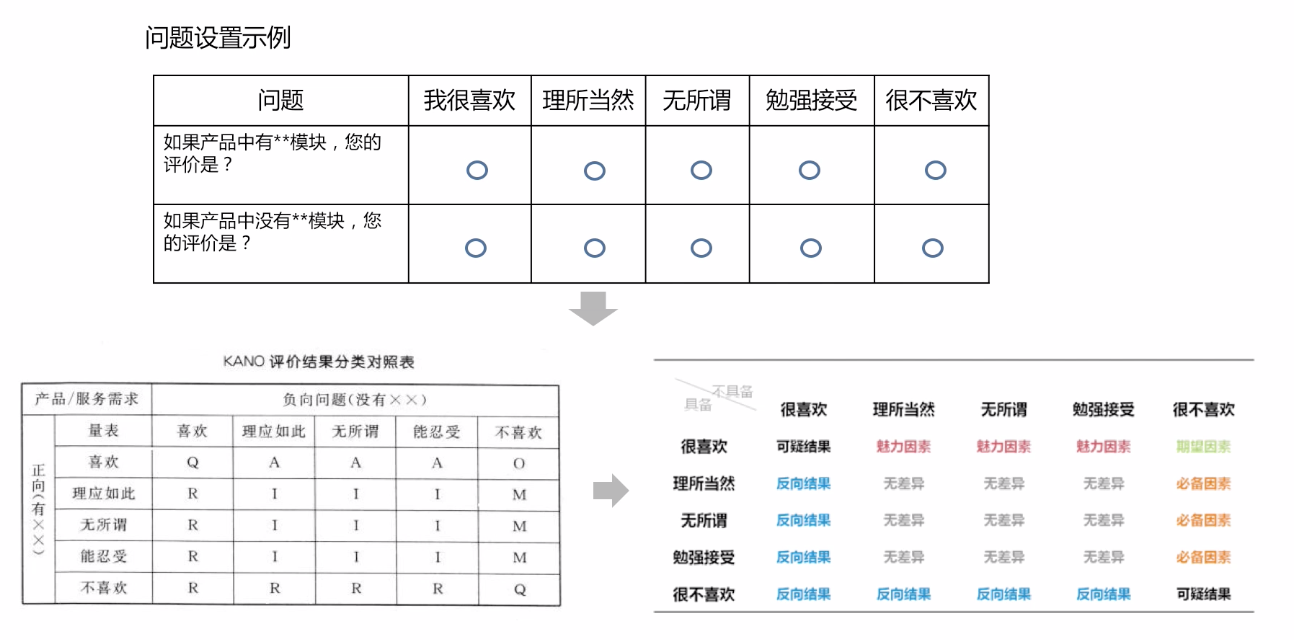 问题设置示例
问题 我很喜欢 理所当然 无所谓 勉强接受 很不喜欢
如果产品中有**模块，您的
评价是？
如果产品中没有**模块，您
的评价是？
KANO 评价结果分类对照表
产品/服务需求 负向问题(没有××)
正向(有××)
量表 喜欢 理应如此 无所谓 能忍受 不喜欢
喜欢 Q A A A O
理应如此 R I I I M
无所谓 R I I I M
能忍受 R I I I M
不喜欢 R R R R Q
不具备
具备
很喜欢 理所当然 无所谓 勉强接受 很不喜欢
很喜欢 可疑结果 魅力因素 魅力因素 魅力因素 期望因素
理所当然 反向结果 无差异 无差异 无差异 必备因素
无所谓 反向结果 无差异 无差异 无差异 必备因素
勉强接受 反向结果 无差异 无差异 无差异 必备因素
很不喜欢 反向结果 反向结果 反向结果 反向结果 可疑结果